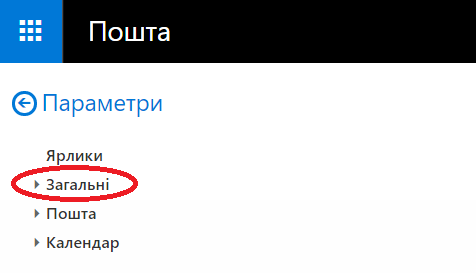 Пошта
Параметри
Ярлики
Загальні
Пошта
Календар